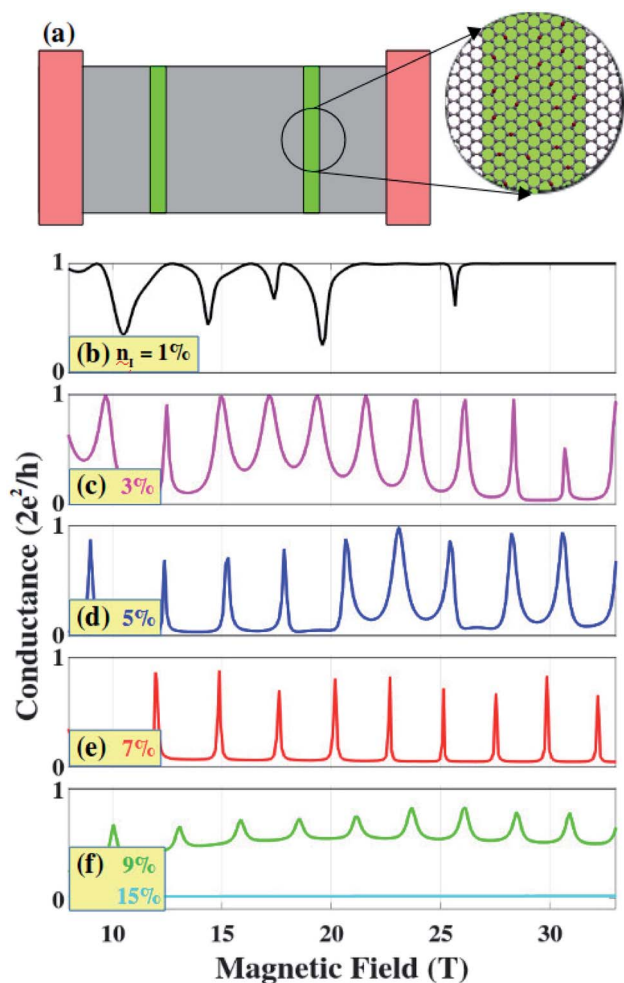 (a)
1
0
(b) n_I = 1%
1
0
(c) 3%
1
0
(d) 5%
1
0
(e) 7%
1
0
(f) 9%
15%
10 15 20 25 30
Magnetic Field (T)
Conductance (2e²/h)